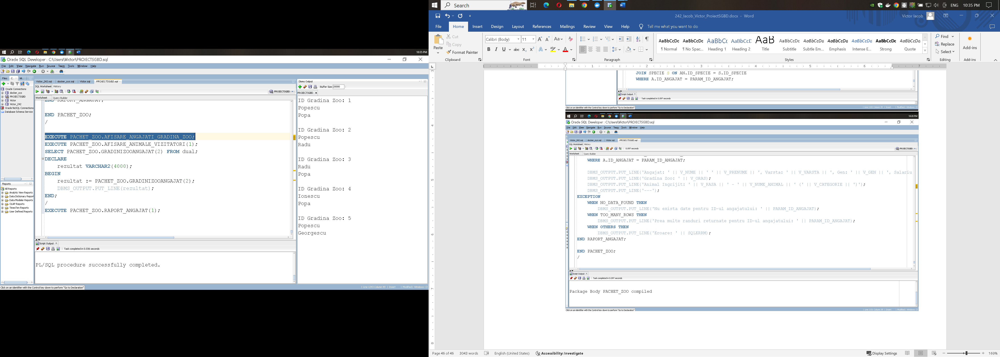 10:35 PM
Oracle SQL Developer : C:\Users\Victor\PROIECTSGBD.sql
File Edit View Navigate Run Source Team Tools Window Help
Files C.. Mi..
Victor_242.sql docker_sys.sql Victor.sql PROIECTSGBD.sql
SQL Worksheet History
PROIECTSGBD
Worksheet Query Builder
Oracle Connections
docker_sys
PROIECTSGBD
Victor
Victor_242
Oracle NoSQL Connections
Database Schema Service
Reports
All Reports
Analytic View Reports
Data Dictionary Report
Data Modeler Reports
OLAP Reports
TimesTen Reports
User Defined Reports
END RAPORT_ANGAJAT;
END PACHET_ZOO;
/
EXECUTE PACHET_ZOO.AFISARE_ANGAJATI_GRADINA_ZOO;
EXECUTE PACHET_ZOO.AFISARE_ANIMALE_VIZITATORI(1);
SELECT PACHET_ZOO.GRADINIZOOANGAJAT(2) FROM dual;
DECLARE
rezultat VARCHAR2(4000);
BEGIN
rezultat := PACHET_ZOO.GRADINIZOOANGAJAT(2);
DBMS_OUTPUT.PUT_LINE(rezultat);
END;
/
EXECUTE PACHET_ZOO.RAPORT_ANGAJAT(1);
Script Output
Task completed in 0.036 seconds
PL/SQL procedure successfully completed.
Dbms Output
Buffer Size: 20000
PROIECTSGBD
ID Gradina Zoo: 1
Popescu
Popa
ID Gradina Zoo: 2
Popescu
Radu
ID Gradina Zoo: 3
Radu
Popa
ID Gradina Zoo: 4
Ionescu
Popa
ID Gradina Zoo: 5
Popescu
Georgescu
Click on an identifier with the Control key down to perform "Go to Declaration"
Line 1243 Column 49 Insert Modified Windows: Cl
Search
ENG 10:35 PM
242_Iacob_Victor_ProiectSGBD.docx - Word
Victor Iacob
File Home Insert Design Layout References Mailings Review View Help Tell me what you want to do
Paste
Cut
Copy
Format Painter
Clipboard
Calibri (Body) 11
Font
Paragraph
AaBbCcDc AaBbCcDc AaBbCc AaBbCcE AaB AaBbCcDc AaBbCcDa AaBbCcDa AaBbCcDa AaBbCcDc AaBbCcDa
¶ Normal ¶ No Spac... Heading 1 Heading 2 Title Subtitle Subtle Em... Emphasis Intense E... Strong Quote
Styles
Find
Replace
Select
Editing
Add-ins
Add-ins
1 1 2 3 4 5 6 7
JOIN SPECIE S ON AN.ID_SPECIE = S.ID_SPECIE
WHERE A.ID_ANGAJAT = PARAM_ID_ANGAJAT;
Script Output
Task completed in 0.097 seconds
Click on an identifier with the Control key down to perform "Go to Declaration"
Line 1101 Column 39 Insert Modified Windows: Cl
10:28 PM
Oracle SQL Developer : C:\Users\Victor\PROIECTSGBD.sql
File Edit View Navigate Run Source Team Tools Window Help
Victor_242.sql docker_sys.sql Victor.sql PROIECTSGBD.sql
SQL Worksheet History
0.097 seconds
PROIECTSGBD
Worksheet Query Builder
WHERE A.ID_ANGAJAT = PARAM_ID_ANGAJAT;
DBMS_OUTPUT.PUT_LINE('Angajat: ' || V_NUME || ' ' || V_PRENUME || ', Varsta: ' || V_VARSTA || ', Gen: ' || V_GEN || ', Salariu
DBMS_OUTPUT.PUT_LINE('Gradina Zoo: ' || V_ORAS);
DBMS_OUTPUT.PUT_LINE('Animal Ingrijit: ' || V_RASA || ' - ' || V_NUME_ANIMAL || ' (' || V_CATEGORIE || ')');
DBMS_OUTPUT.PUT_LINE('---');
EXCEPTION
WHEN NO_DATA_FOUND THEN
DBMS_OUTPUT.PUT_LINE('Nu exista date pentru ID-ul angajatului: ' || PARAM_ID_ANGAJAT);
WHEN TOO_MANY_ROWS THEN
DBMS_OUTPUT.PUT_LINE('Prea multe randuri returnate pentru ID-ul angajatului: ' || PARAM_ID_ANGAJAT);
WHEN OTHERS THEN
DBMS_OUTPUT.PUT_LINE('Eroare: ' || SQLERRM);
END RAPORT_ANGAJAT;
END PACHET_ZOO;
/
Script Output
Task completed in 0.097 seconds
Package Body PACHET_ZOO compiled
Click on an identifier with the Control key down to perform "Go to Declaration"
Line 1101 Column 39 Insert Modified Windows: Cl
Page 46 of 46 3043 words English (United States) Accessibility: Investigate
Display Settings 169%